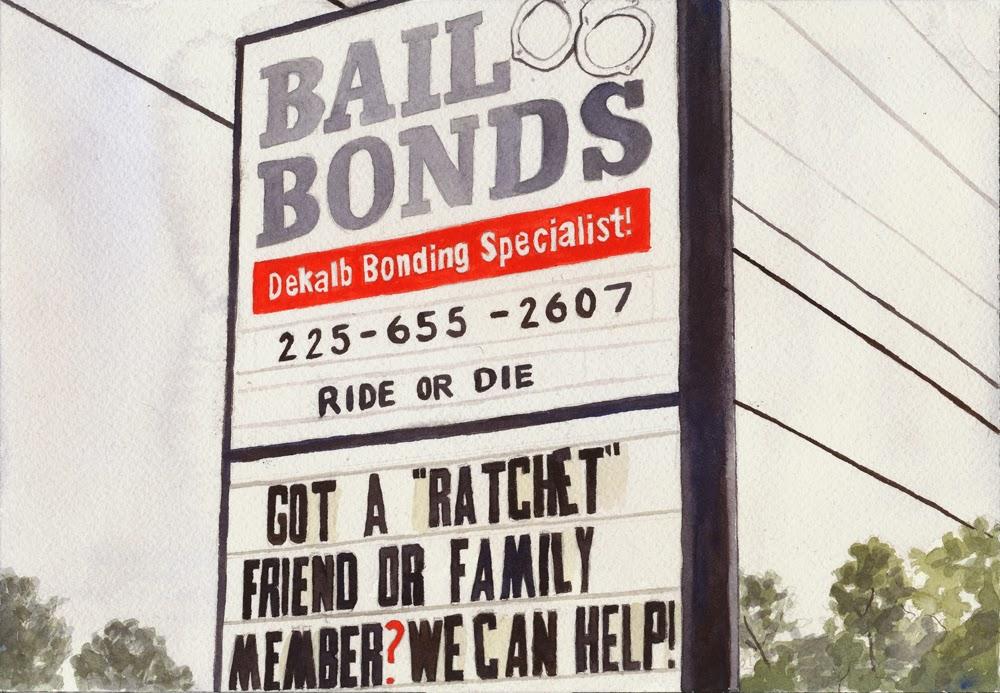 BAIL
BONDS
Dekalb Bonding Specialist!
225-655-2607
RIDE OR DIE
GOT A "RATCHET"
FRIEND OR FAMILY
MEMBER? WE CAN HELP!